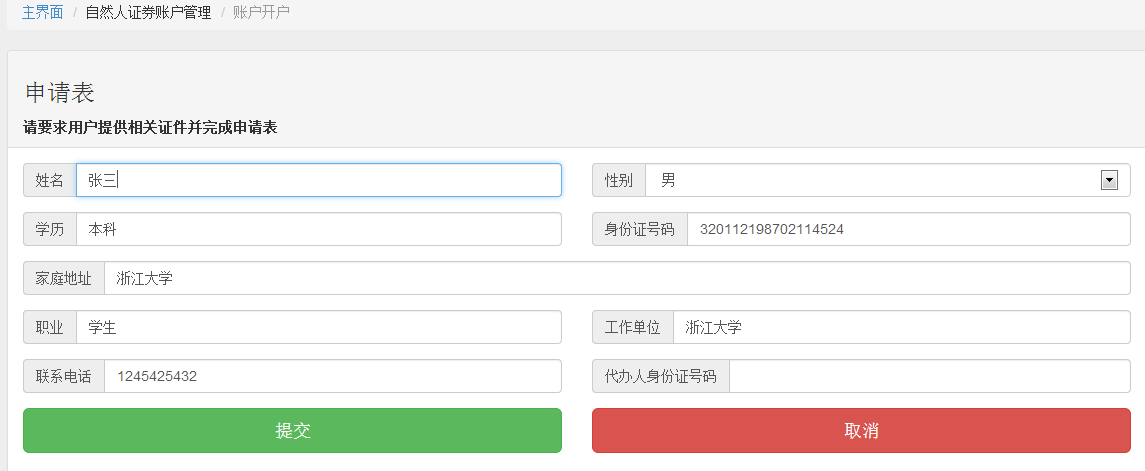 主界面 / 自然人证券账户管理 / 账户开户
申请表
请要求用户提供相关证件并完成申请表
姓名 张三 性别 男
学历 本科 身份证号码 320112198702114524
家庭地址 浙江大学
职业 学生 工作单位 浙江大学
联系电话 1245425432 代办人身份证号码
提交 取消